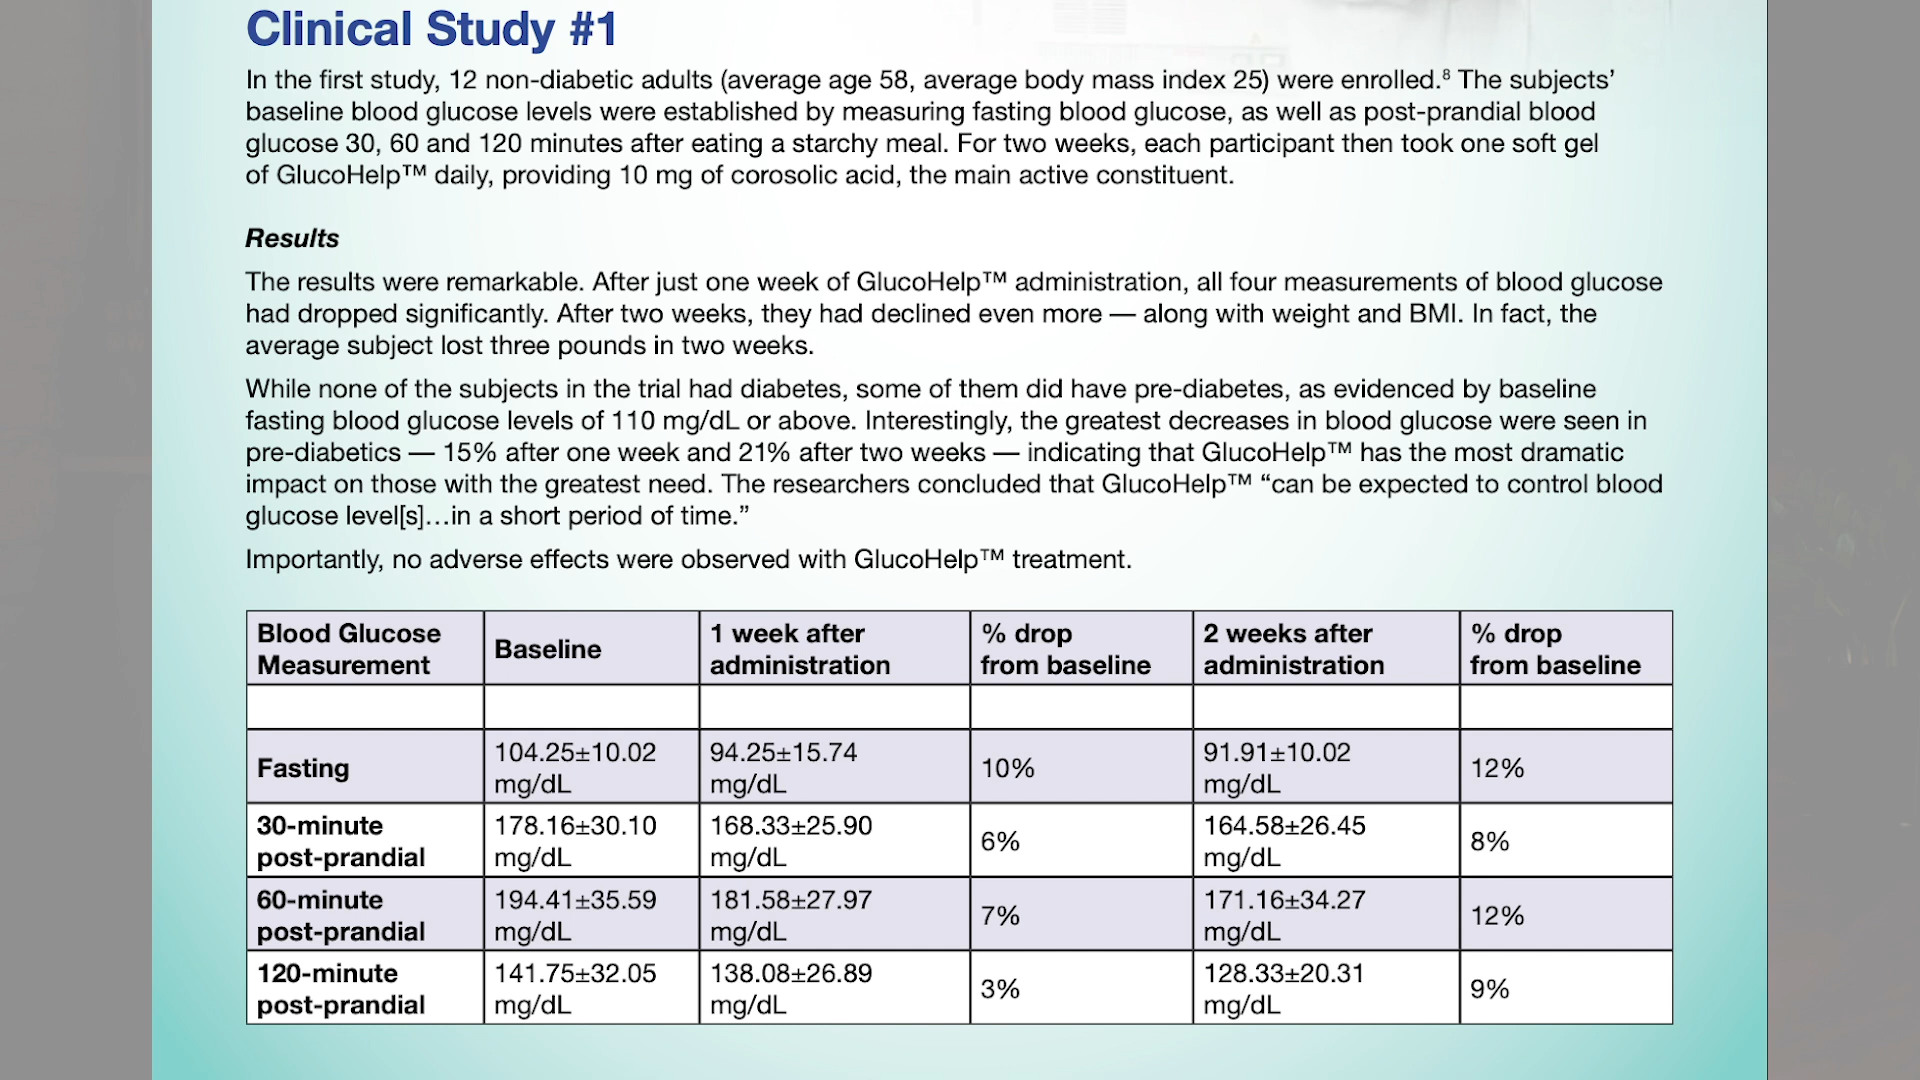 Clinical Study #1
In the first study, 12 non-diabetic adults (average age 58, average body mass index 25) were enrolled.⁸ The subjects’
baseline blood glucose levels were established by measuring fasting blood glucose, as well as post-prandial blood
glucose 30, 60 and 120 minutes after eating a starchy meal. For two weeks, each participant then took one soft gel
of GlucoHelp™ daily, providing 10 mg of corosolic acid, the main active constituent.
Results
The results were remarkable. After just one week of GlucoHelp™ administration, all four measurements of blood glucose
had dropped significantly. After two weeks, they had declined even more — along with weight and BMI. In fact, the
average subject lost three pounds in two weeks.
While none of the subjects in the trial had diabetes, some of them did have pre-diabetes, as evidenced by baseline
fasting blood glucose levels of 110 mg/dL or above. Interestingly, the greatest decreases in blood glucose were seen in
pre-diabetics — 15% after one week and 21% after two weeks — indicating that GlucoHelp™ has the most dramatic
impact on those with the greatest need. The researchers concluded that GlucoHelp™ “can be expected to control blood
glucose level[s]…in a short period of time.”
Importantly, no adverse effects were observed with GlucoHelp™ treatment.
Blood Glucose Measurement | Baseline | 1 week after administration | % drop from baseline | 2 weeks after administration | % drop from baseline
Fasting | 104.25±10.02 mg/dL | 94.25±15.74 mg/dL | 10% | 91.91±10.02 mg/dL | 12%
30-minute post-prandial | 178.16±30.10 mg/dL | 168.33±25.90 mg/dL | 6% | 164.58±26.45 mg/dL | 8%
60-minute post-prandial | 194.41±35.59 mg/dL | 181.58±27.97 mg/dL | 7% | 171.16±34.27 mg/dL | 12%
120-minute post-prandial | 141.75±32.05 mg/dL | 138.08±26.89 mg/dL | 3% | 128.33±20.31 mg/dL | 9%